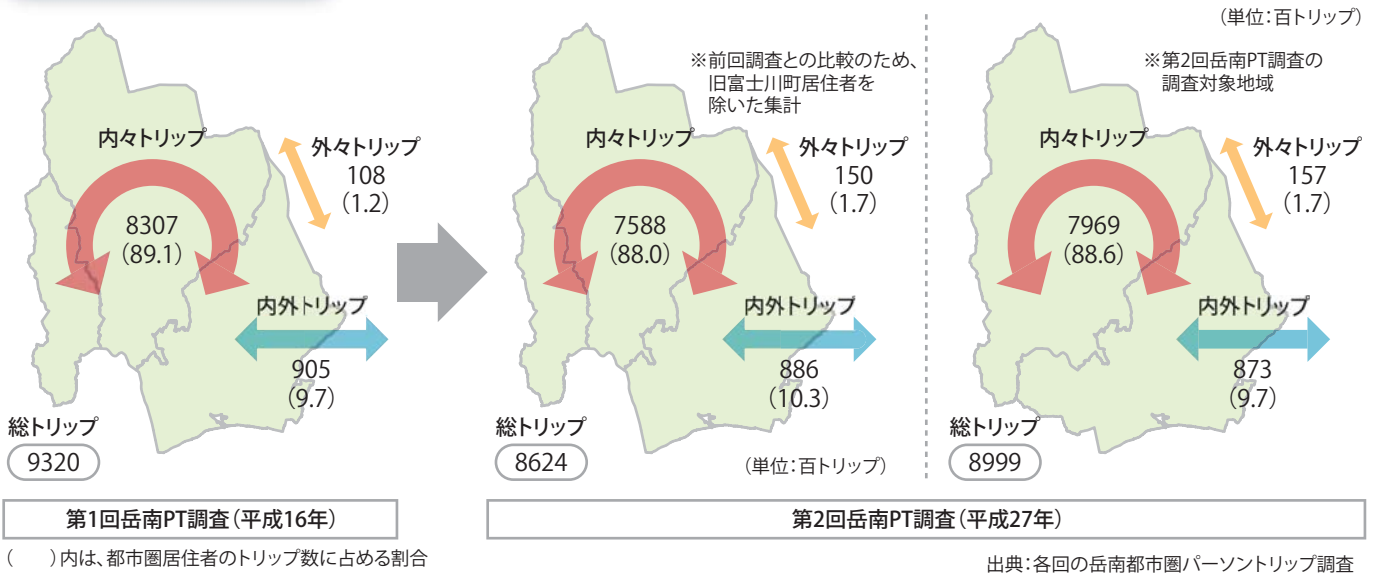 (単位:百トリップ)
内々トリップ
8307
(89.1)
外々トリップ
108
(1.2)
内外トリップ
905
(9.7)
総トリップ
9320
※前回調査との比較のため、
旧富士川町居住者を
除いた集計
内々トリップ
7588
(88.0)
外々トリップ
150
(1.7)
内外トリップ
886
(10.3)
総トリップ
8624
(単位:百トリップ)
※第2回岳南PT調査の
調査対象地域
内々トリップ
7969
(88.6)
外々トリップ
157
(1.7)
内外トリップ
873
(9.7)
総トリップ
8999
第1回岳南PT調査(平成16年)
第2回岳南PT調査(平成27年)
(　　)内は、都市圏居住者のトリップ数に占める割合
出典:各回の岳南都市圏パーソントリップ調査